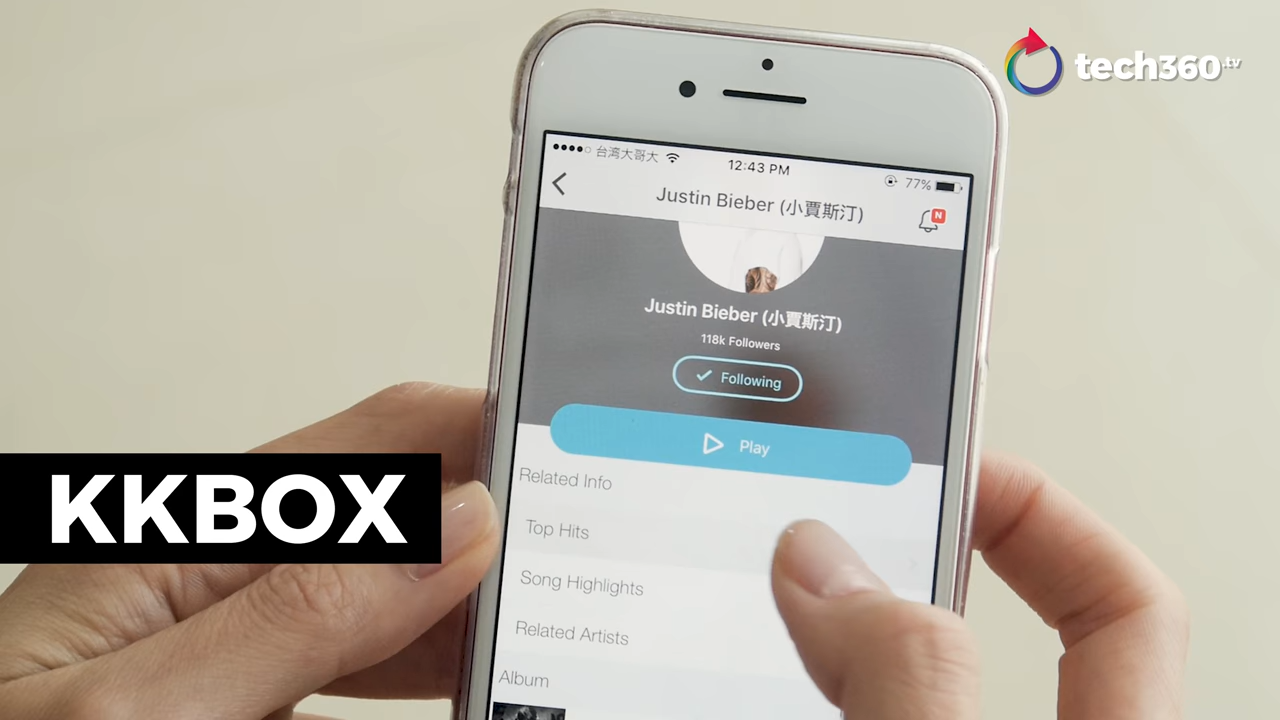 tech360.tv
台湾大哥大
12:43 PM
77%
Justin Bieber (小賈斯汀)
N
Justin Bieber (小賈斯汀)
118k Followers
Following
Play
Related Info
Top Hits
Song Highlights
Related Artists
Album
KKBOX